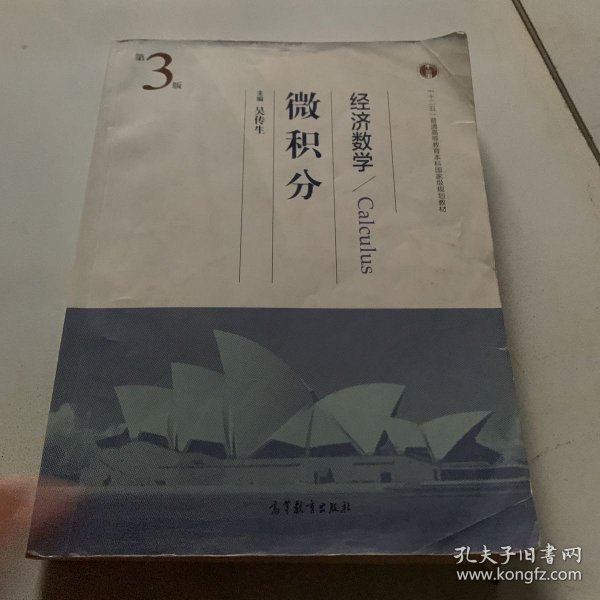 "十二五"普通高等教育本科国家级规划教材
经济数学/Calculus
微积分
主编 吴传生
第3版
高等教育出版社
孔夫子旧书网
www.kongfz.com